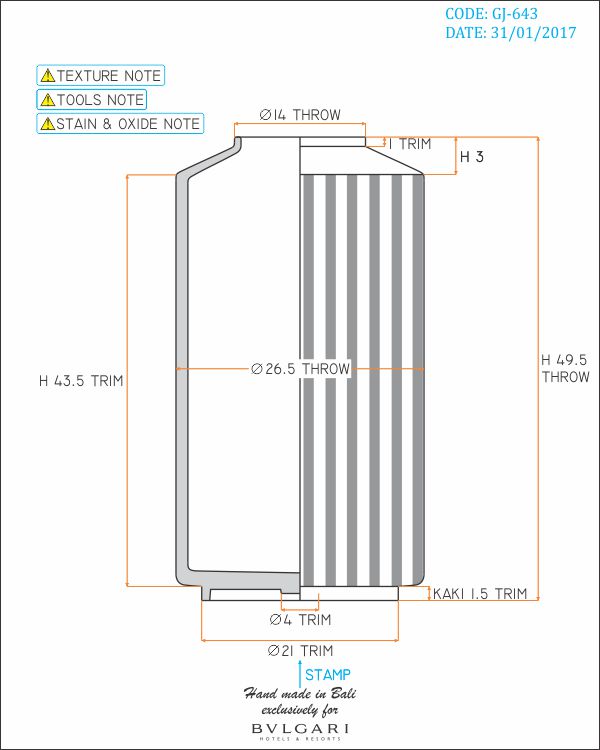 CODE: GJ-643
DATE: 31/01/2017
TEXTURE NOTE
TOOLS NOTE
STAIN & OXIDE NOTE
Ø14 THROW
1 TRIM
H 3
Ø26.5 THROW
H 43.5 TRIM
H 49.5
THROW
KAKI 1.5 TRIM
Ø4 TRIM
Ø21 TRIM
STAMP
Hand made in Bali
exclusively for
BVLGARI
HOTELS & RESORTS